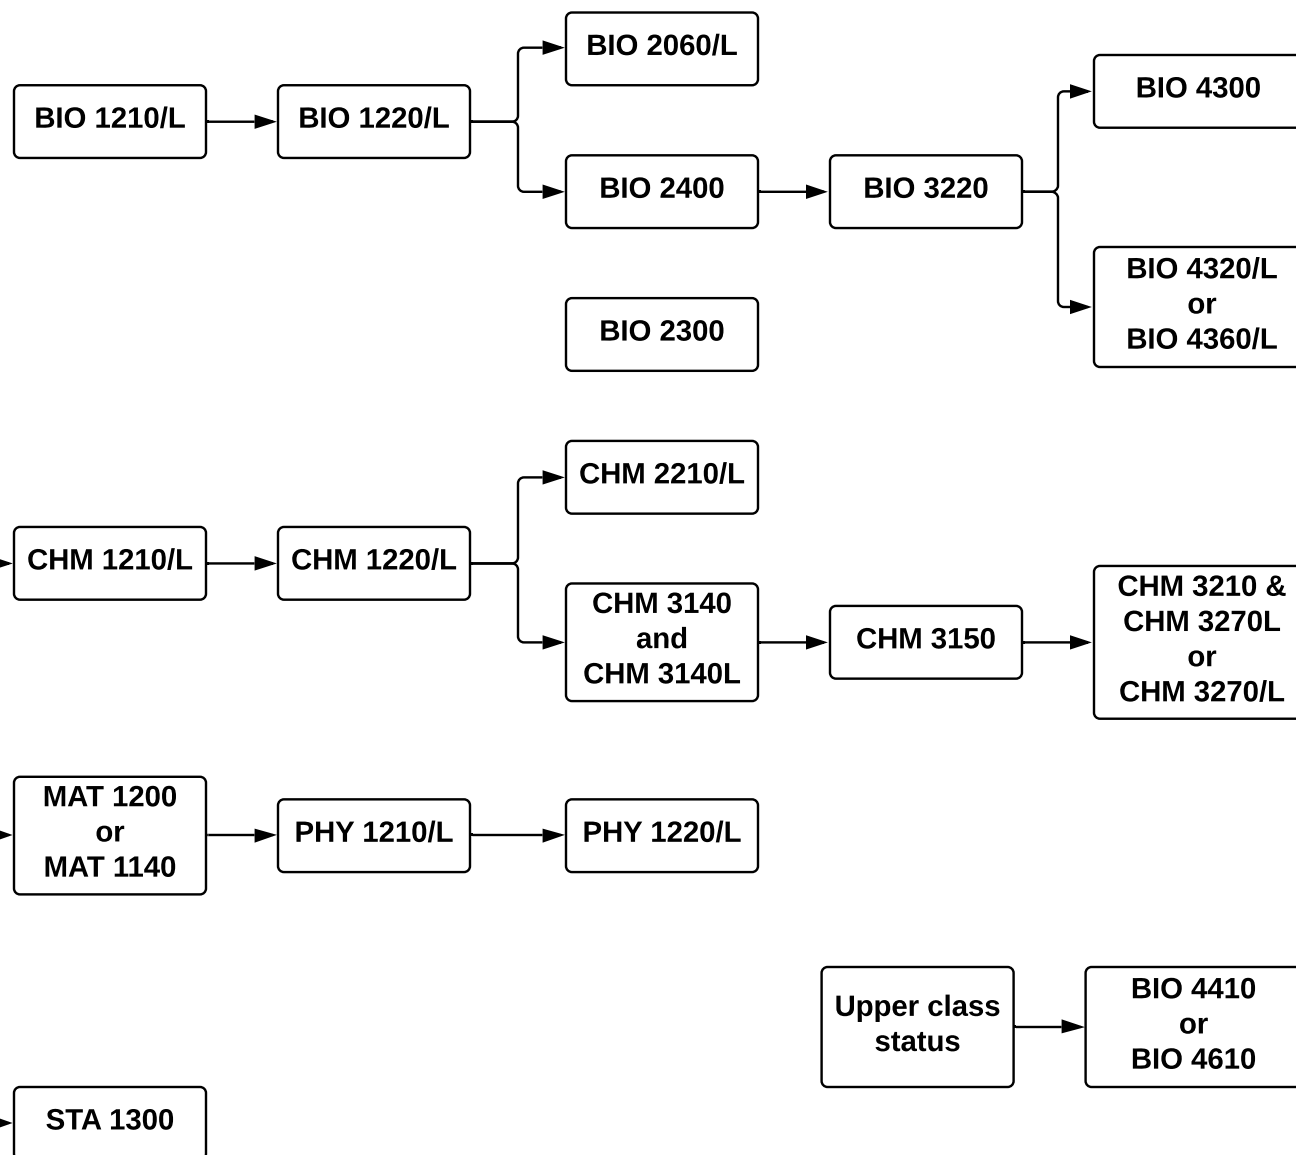 BIO 2060/L
BIO 1210/L
BIO 1220/L
BIO 4300
BIO 2400
BIO 3220
BIO 4320/L
or
BIO 4360/L
BIO 2300
CHM 2210/L
CHM 1210/L
CHM 1220/L
CHM 3140
and
CHM 3140L
CHM 3150
CHM 3210 &
CHM 3270L
or
CHM 3270/L
MAT 1200
or
MAT 1140
PHY 1210/L
PHY 1220/L
Upper class
status
BIO 4410
or
BIO 4610
STA 1300